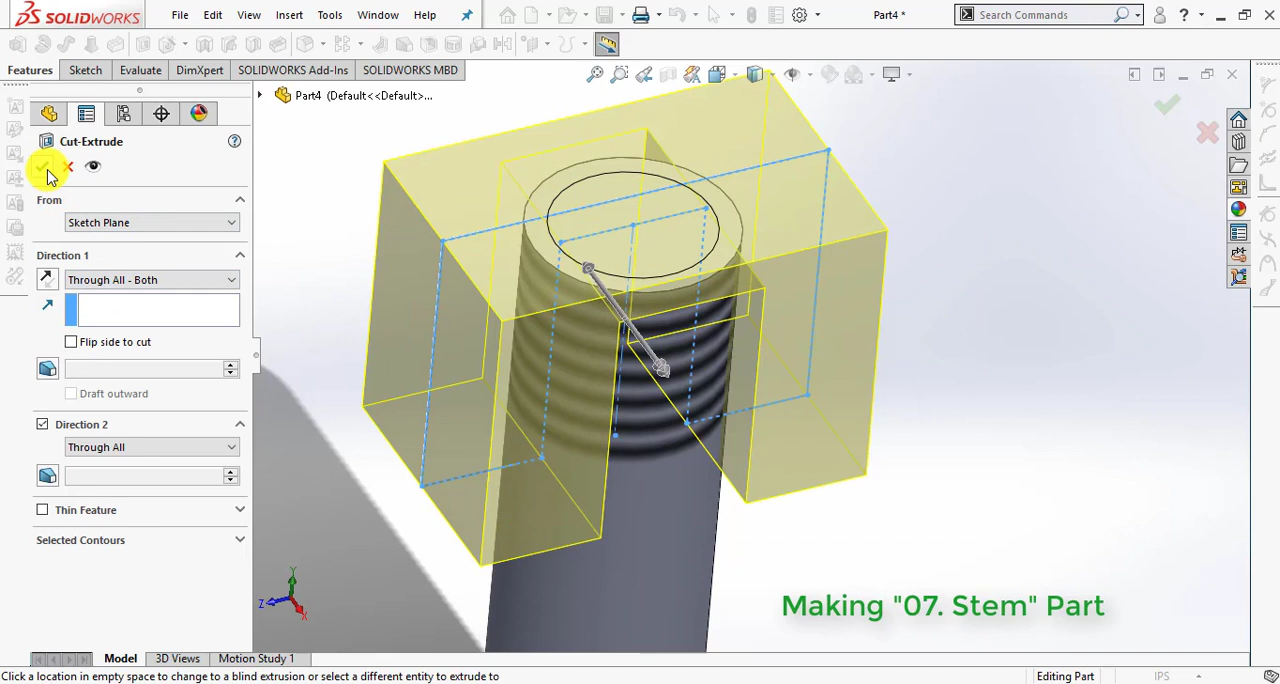 SOLIDWORKS File Edit View Insert Tools Window Help Part4 * Search Commands
Features Sketch Evaluate DimXpert SOLIDWORKS Add-Ins SOLIDWORKS MBD
Part4 (Default<<Default>...
Cut-Extrude
From
Sketch Plane
Direction 1
Through All - Both
Flip side to cut
Draft outward
Direction 2
Through All
Thin Feature
Selected Contours
Y
Z
X
Making "07. Stem" Part
Model 3D Views Motion Study 1
Click a location in empty space to change to a blind extrusion or select a different entity to extrude to Editing Part IPS